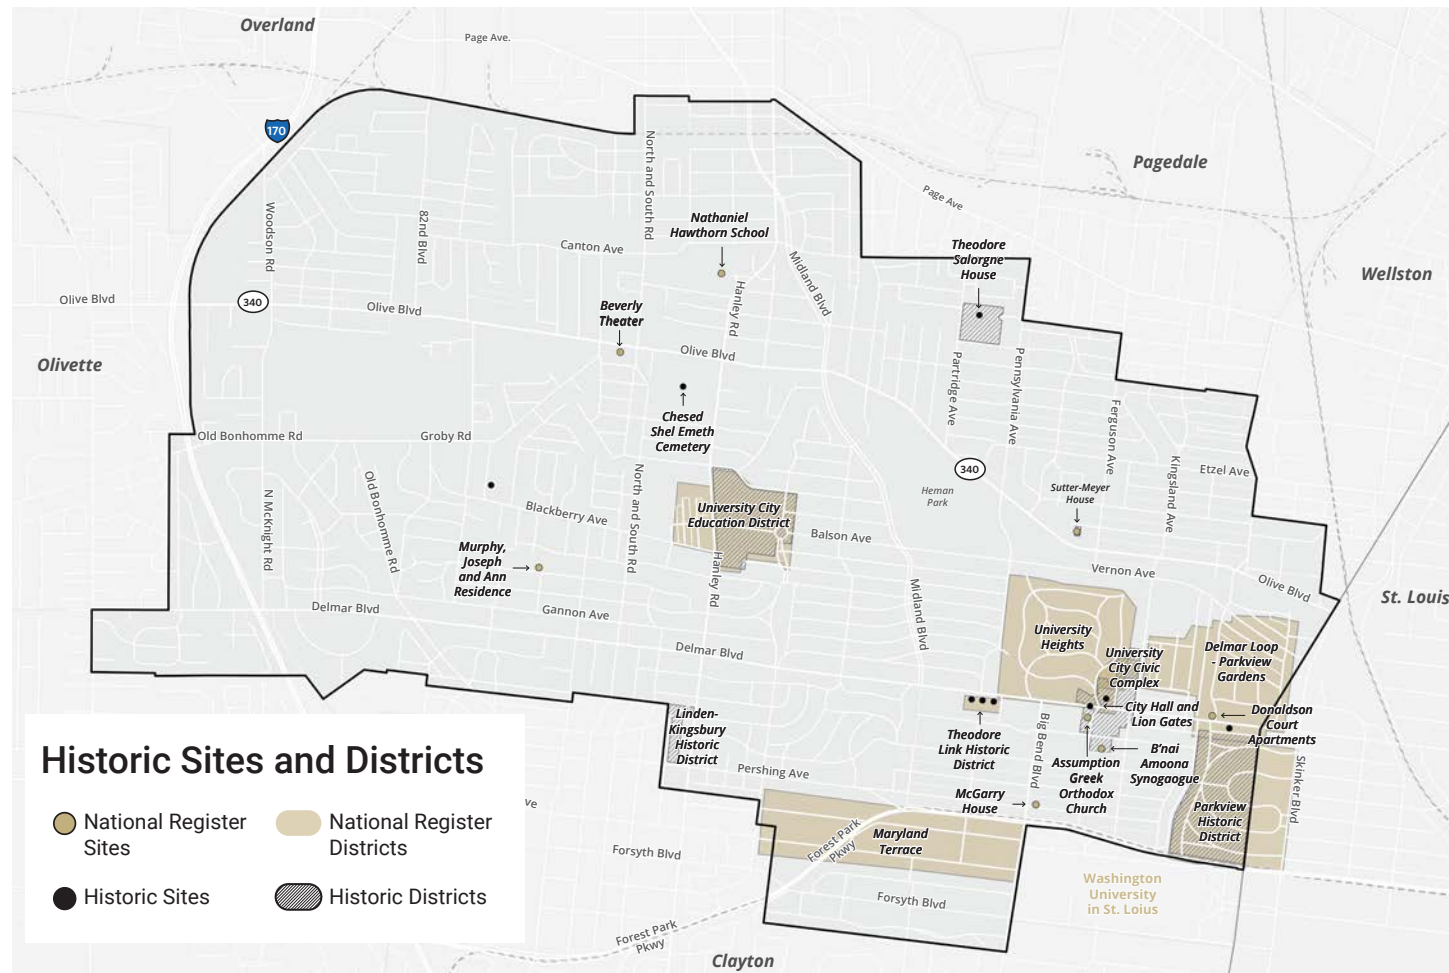 Overland
Page Ave.
170
Pagedale
Page Ave
North and South Rd
Woodson Rd
82nd Blvd
Nathaniel
Hawthorn School
Canton Ave
Midland Blvd
Theodore
Salorgne
House
Wellston
Olive Blvd
340
Olive Blvd
Beverly
Theater
Hanley Rd
Olive Blvd
Olivette
Partridge Ave
Pennsylvania Ave
Ferguson Ave
Chesed
Shel Emeth
Cemetery
Old Bonhomme Rd
Groby Rd
340
Etzel Ave
Kingsland Ave
Heman
Park
Sutter-Meyer
House
N McKnight Rd
Old Bonhomme Rd
North and South Rd
Blackberry Ave
University City
Education District
Balson Ave
Murphy,
Joseph
and Ann
Residence
Hanley Rd
Vernon Ave
Olive Blvd
St. Louis
Delmar Blvd
Gannon Ave
Midland Blvd
Delmar Blvd
University
Heights
University
City Civic
Complex
Delmar Loop
- Parkview
Gardens
City Hall and
Lion Gates
Donaldson
Court
Apartments
Linden-
Kingsbury
Historic
District
Theodore
Link Historic
District
Big Bend Blvd
Assumption
Greek
Orthodox
Church
B'nai
Amoona
Synogaogue
Skinker Blvd
Pershing Ave
McGarry
House
Parkview
Historic
District
Maryland
Terrace
Forest Park
Pkwy
ve
Forsyth Blvd
Forsyth Blvd
Washington
University
in St. Loius
Forest Park
Pkwy
Clayton
Historic Sites and Districts
National Register
Sites
National Register
Districts
Historic Sites
Historic Districts